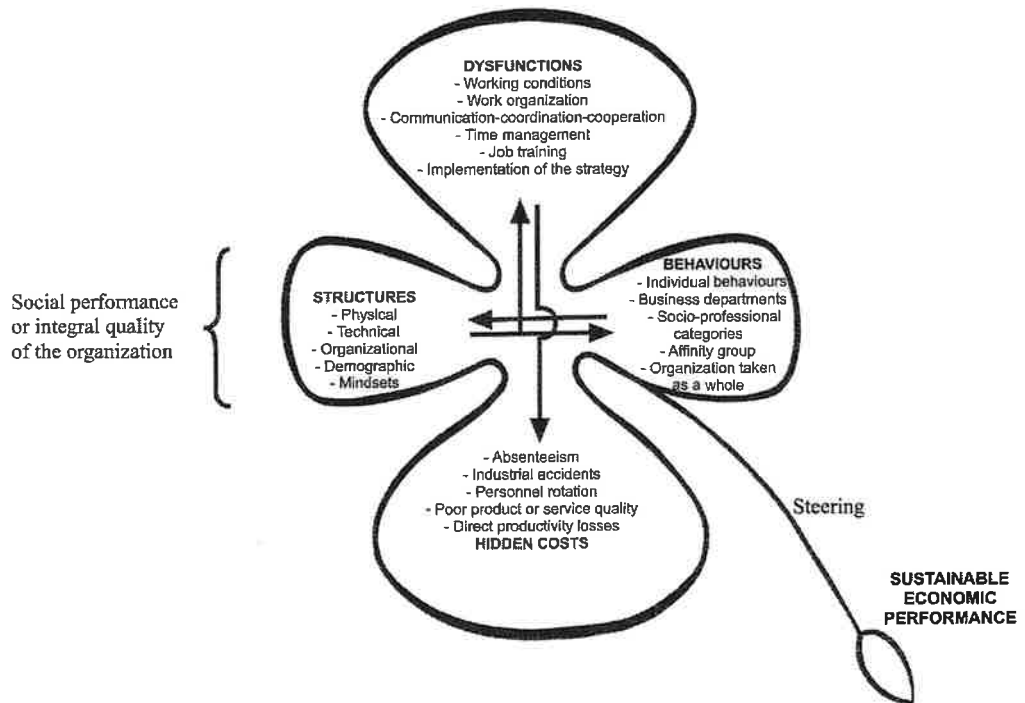 DYSFUNCTIONS
- Working conditions
- Work organization
- Communication-coordination-cooperation
- Time management
- Job training
- Implementation of the strategy
Social performance
or integral quality
of the organization
STRUCTURES
- Physical
- Technical
- Organizational
- Demographic
- Mindsets
BEHAVIOURS
- Individual behaviours
- Business departments
- Socio-professional
categories
- Affinity group
- Organization taken
as a whole
- Absenteeism
- Industrial accidents
- Personnel rotation
- Poor product or service quality
- Direct productivity losses
HIDDEN COSTS
Steering
SUSTAINABLE
ECONOMIC
PERFORMANCE